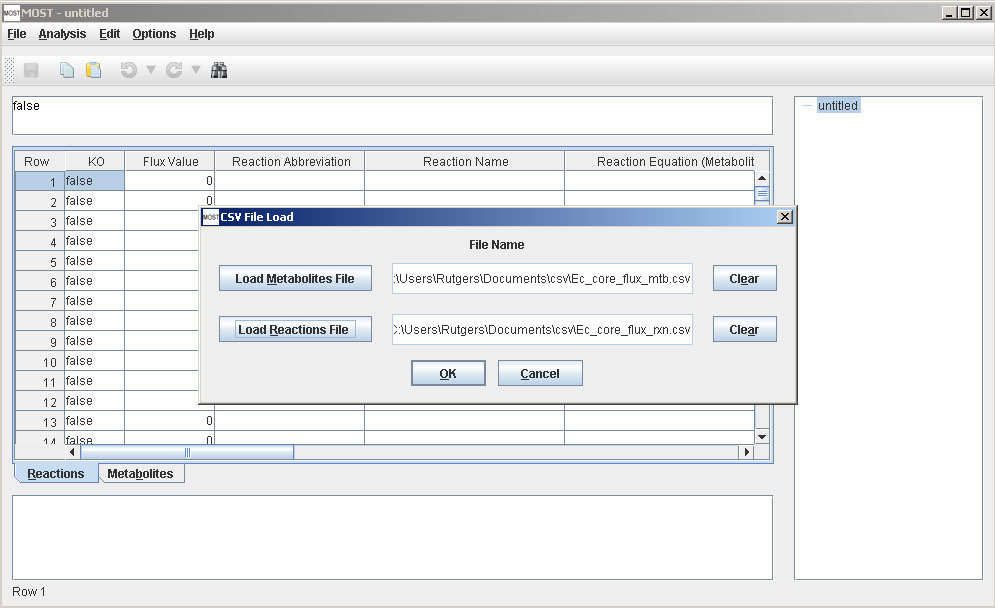 MOST MOST - untitled
File Analysis Edit Options Help
false
untitled
Row KO Flux Value Reaction Abbreviation Reaction Name Reaction Equation (Metabolit
1 false 0
2 false 0
3 false
4 false
5 false
6 false
7 false
8 false
9 false
10 false
11 false
12 false
13 false 0
14 false 0
MOST CSV File Load
File Name
Load Metabolites File :\Users\Rutgers\Documents\csv\Ec_core_flux_mtb.csv Clear
Load Reactions File C:\Users\Rutgers\Documents\csv\Ec_core_flux_rxn.csv Clear
OK Cancel
Reactions Metabolites
Row 1